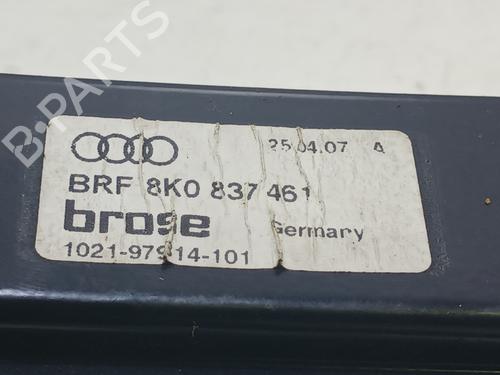 B-PARTS
25.04.07 A
BRF 8K0 837 461
brose
Germany
1021-97914-101